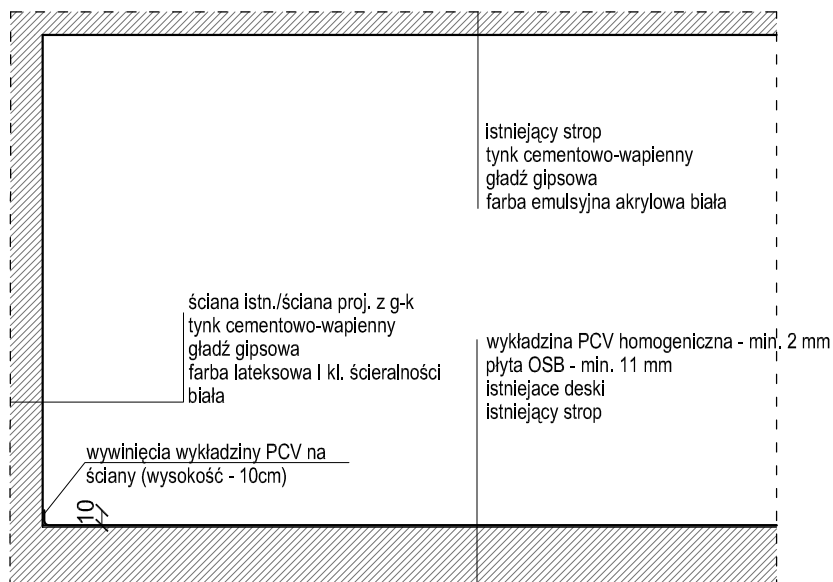 istniejący strop
tynk cementowo-wapienny
gładź gipsowa
farba emulsyjna akrylowa biała
ściana istn./ściana proj. z g-k
tynk cementowo-wapienny
gładź gipsowa
farba lateksowa I kl. ścieralności
biała
wykładzina PCV homogeniczna - min. 2 mm
płyta OSB - min. 11 mm
istniejace deski
istniejący strop
wywinięcia wykładziny PCV na
ściany (wysokość - 10cm)
10